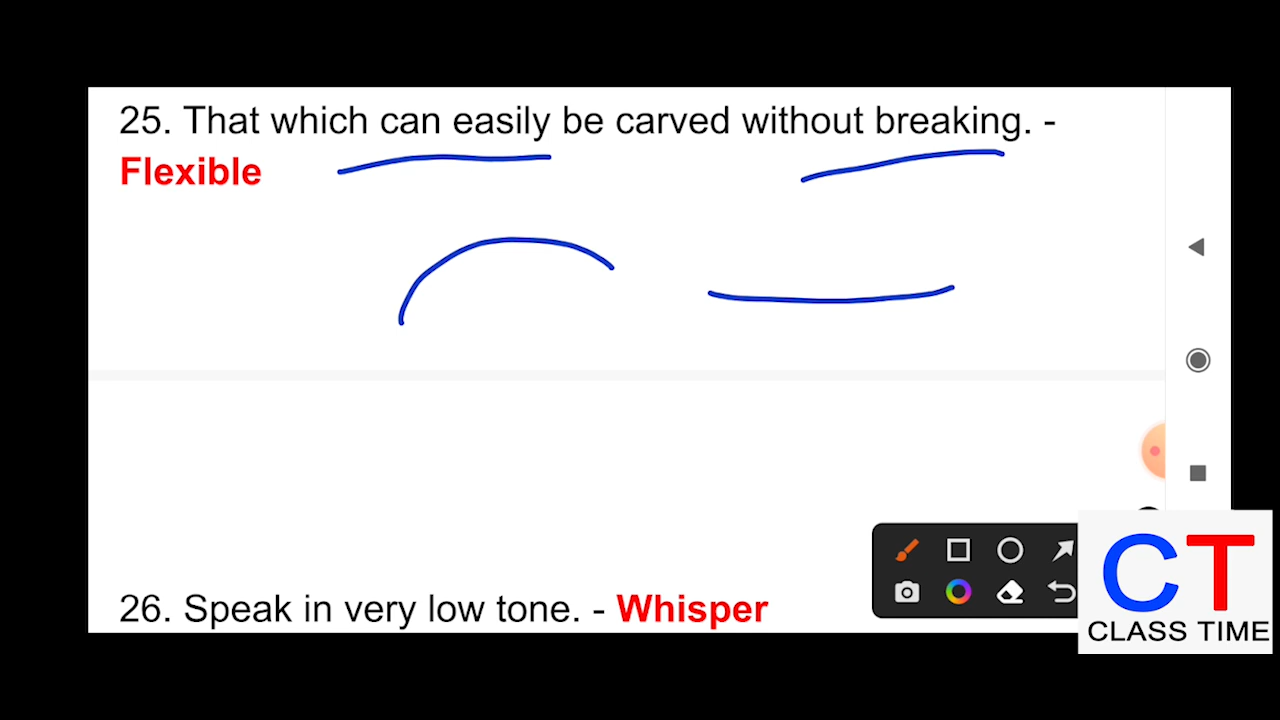 25. That which can easily be carved without breaking. -
Flexible
26. Speak in very low tone. - Whisper
CT
CLASS TIME